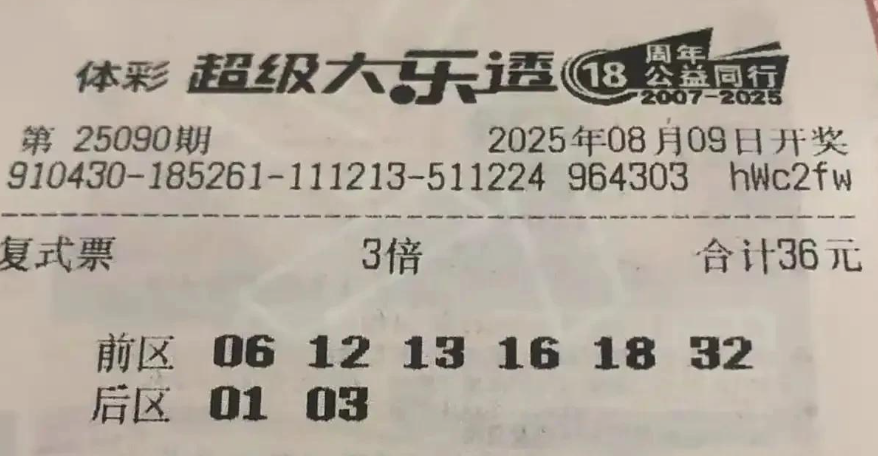 体彩 超级大乐透 18 周年 公益同行 2007-2025
第 25090期 2025年08月09日开奖
910430-185261-111213-511224 964303 hWc2fw
复式票 3倍 合计36元
前区 06 12 13 16 18 32
后区 01 03